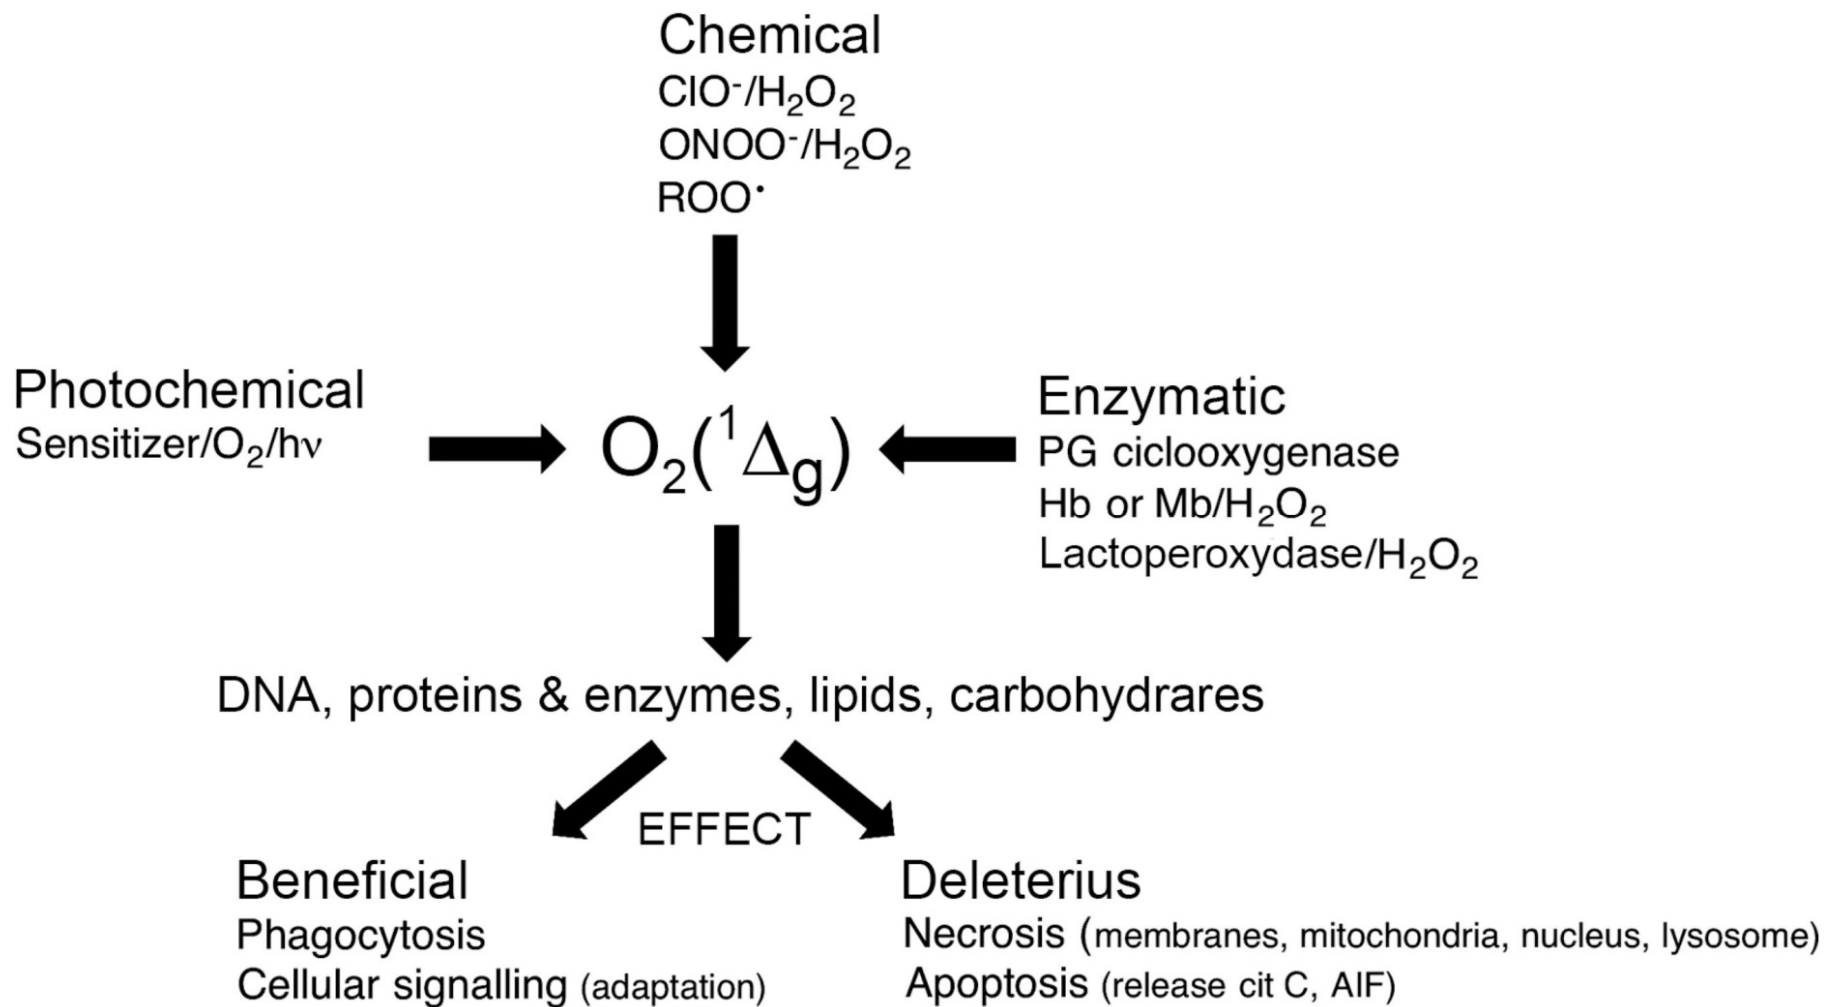 Chemical
ClO⁻/H₂O₂
ONOO⁻/H₂O₂
ROO•
Photochemical
Sensitizer/O₂/hν
O₂(¹Δg)
Enzymatic
PG ciclooxygenase
Hb or Mb/H₂O₂
Lactoperoxydase/H₂O₂
DNA, proteins & enzymes, lipids, carbohydrares
EFFECT
Beneficial
Phagocytosis
Cellular signalling (adaptation)
Deleterius
Necrosis (membranes, mitochondria, nucleus, lysosome)
Apoptosis (release cit C, AIF)